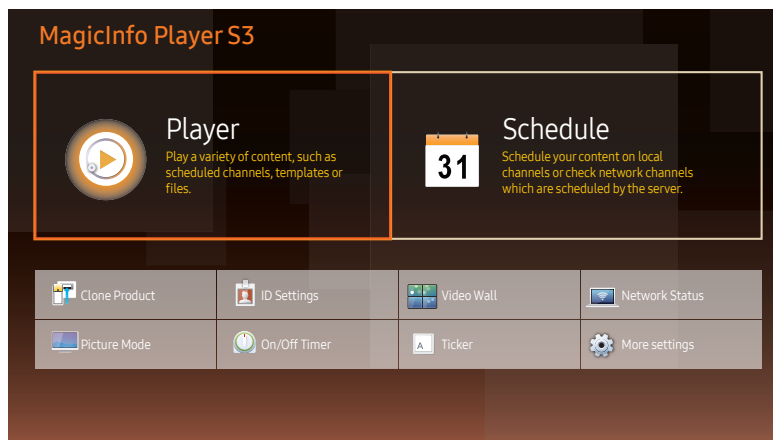 MagicInfo Player S3
Player
Play a variety of content, such as
scheduled channels, templates or
files.
31
Schedule
Schedule your content on local
channels or check network channels
which are scheduled by the server.
Clone Product
ID Settings
Video Wall
Network Status
Picture Mode
On/Off Timer
A
Ticker
More settings